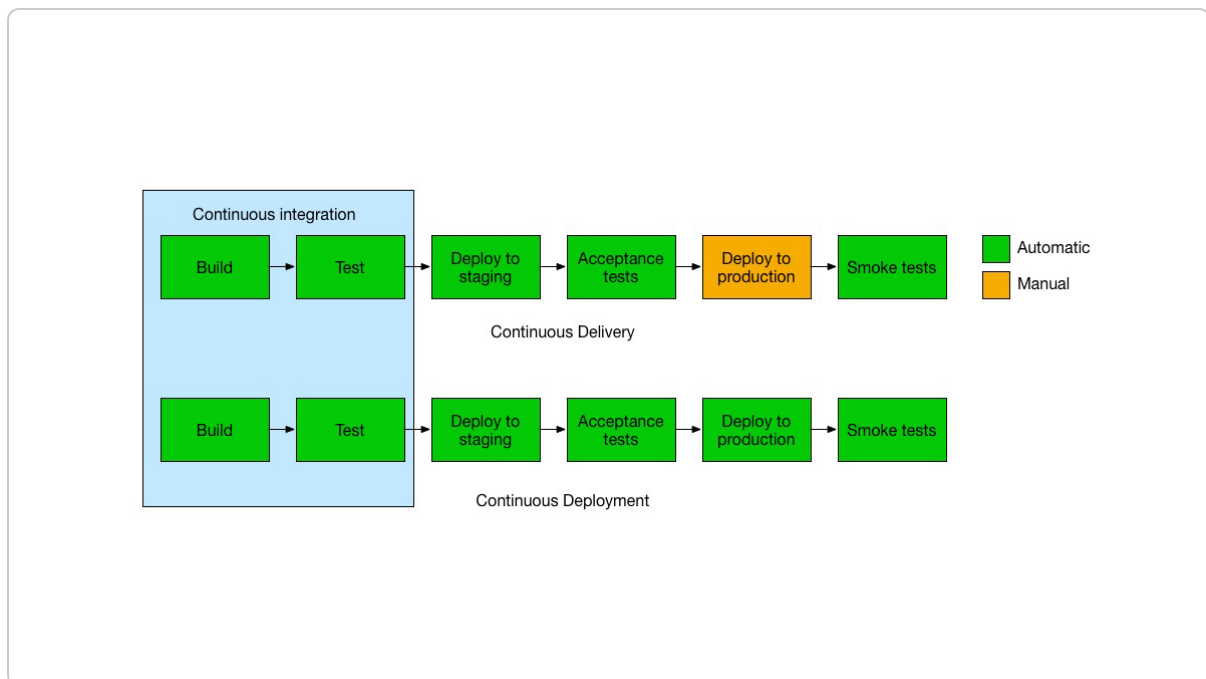 Continuous integration
Build
Test
Deploy to
staging
Acceptance
tests
Deploy to
production
Smoke tests
Automatic
Manual
Continuous Delivery
Build
Test
Deploy to
staging
Acceptance
tests
Deploy to
production
Smoke tests
Continuous Deployment